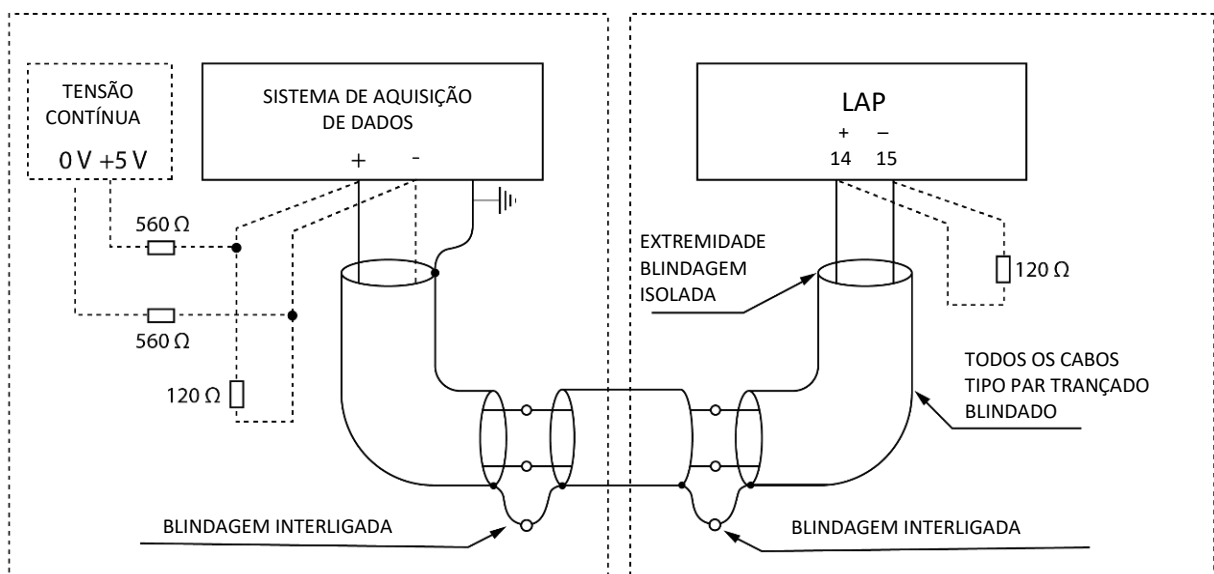 TENSÃO
CONTÍNUA
0 V +5 V
SISTEMA DE AQUISIÇÃO
DE DADOS
+ -
LAP
+ –
14 15
560 Ω
560 Ω
120 Ω
EXTREMIDADE
BLINDAGEM
ISOLADA
120 Ω
TODOS OS CABOS
TIPO PAR TRANÇADO
BLINDADO
BLINDAGEM INTERLIGADA
BLINDAGEM INTERLIGADA